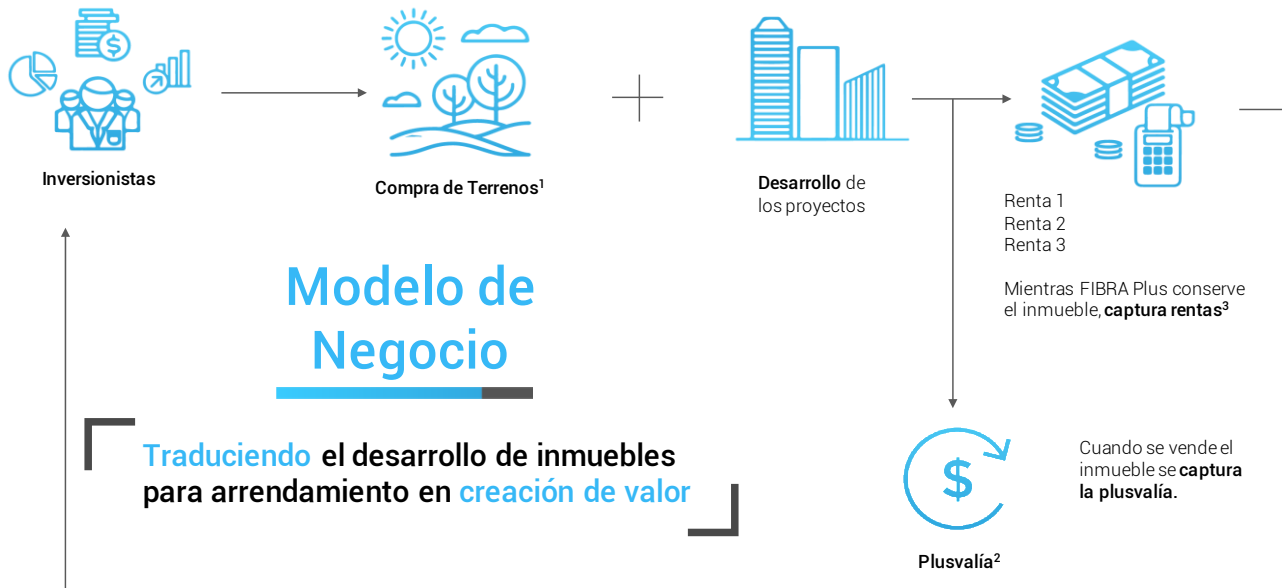 Inversionistas
Compra de Terrenos¹
Desarrollo de
los proyectos
Renta 1
Renta 2
Renta 3
Mientras FIBRA Plus conserve
el inmueble, captura rentas³
Modelo de
Negocio
Traduciendo el desarrollo de inmuebles
para arrendamiento en creación de valor
$
Plusvalía²
Cuando se vende el
inmueble se captura
la plusvalía.